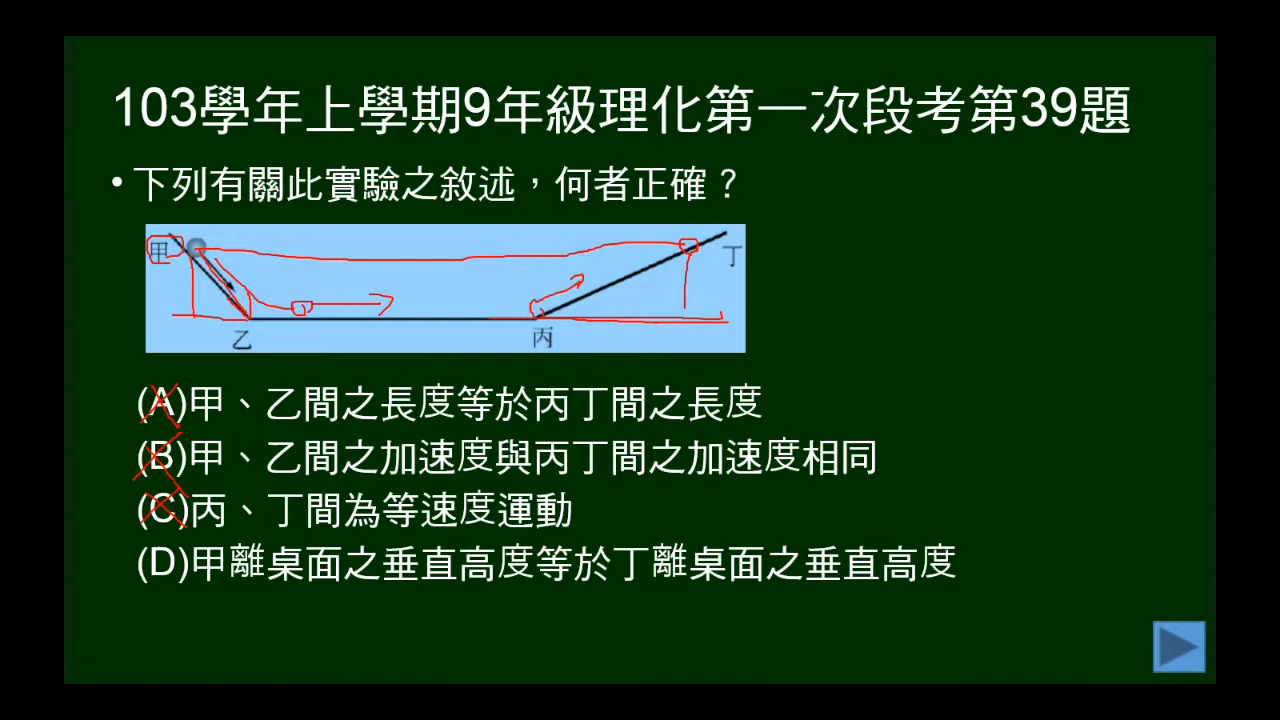 103學年上學期9年級理化第一次段考第39題
•下列有關此實驗之敘述，何者正確？
甲
丁
乙
丙
(A)甲、乙間之長度等於丙丁間之長度
(B)甲、乙間之加速度與丙丁間之加速度相同
(C)丙、丁間為等速度運動
(D)甲離桌面之垂直高度等於丁離桌面之垂直高度